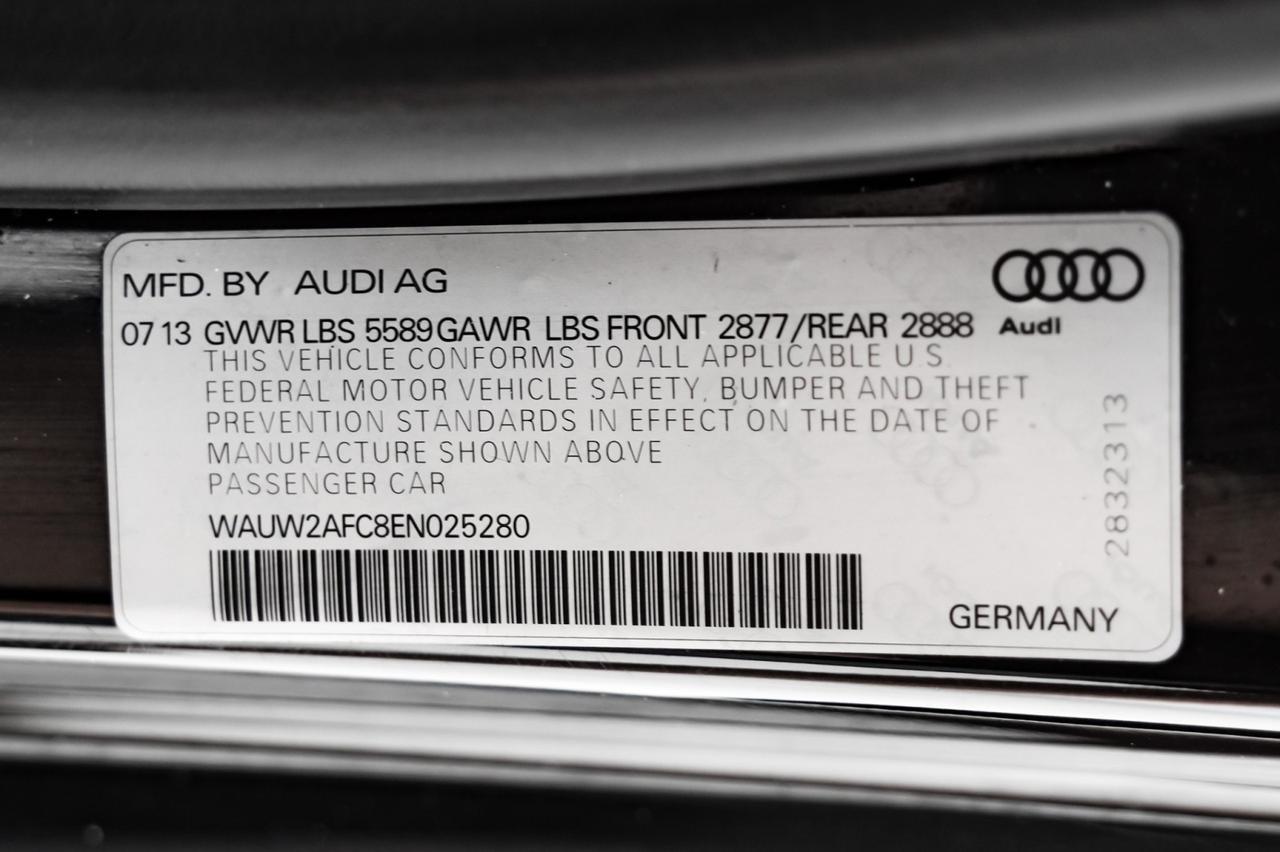 MFD. BY AUDI AG
07 13 GVWR LBS 5589 GAWR LBS FRONT 2877/REAR 2888
Audi
THIS VEHICLE CONFORMS TO ALL APPLICABLE U.S.
FEDERAL MOTOR VEHICLE SAFETY, BUMPER AND THEFT
PREVENTION STANDARDS IN EFFECT ON THE DATE OF
MANUFACTURE SHOWN ABOVE
PASSENGER CAR
2832313
WAUW2AFC8EN025280
GERMANY